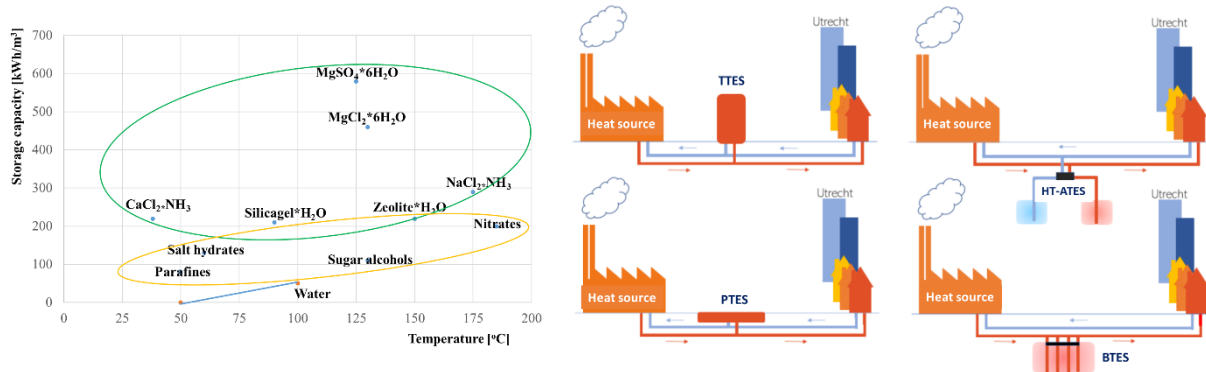 Storage capacity [kWh/m³]
700
600
500
400
300
200
100
0
0
25
50
75
100
125
150
175
200
Temperature [°C]
MgSO₄*6H₂O
MgCl₂*6H₂O
NaCl₂*NH₃
CaCl₂*NH₃
Silicagel*H₂O
Zeolite*H₂O
Nitrates
Salt hydrates
Sugar alcohols
Parafines
Water
Utrecht
TTES
Heat source
Utrecht
Heat source
HT-ATES
Utrecht
Heat source
PTES
Utrecht
Heat source
BTES